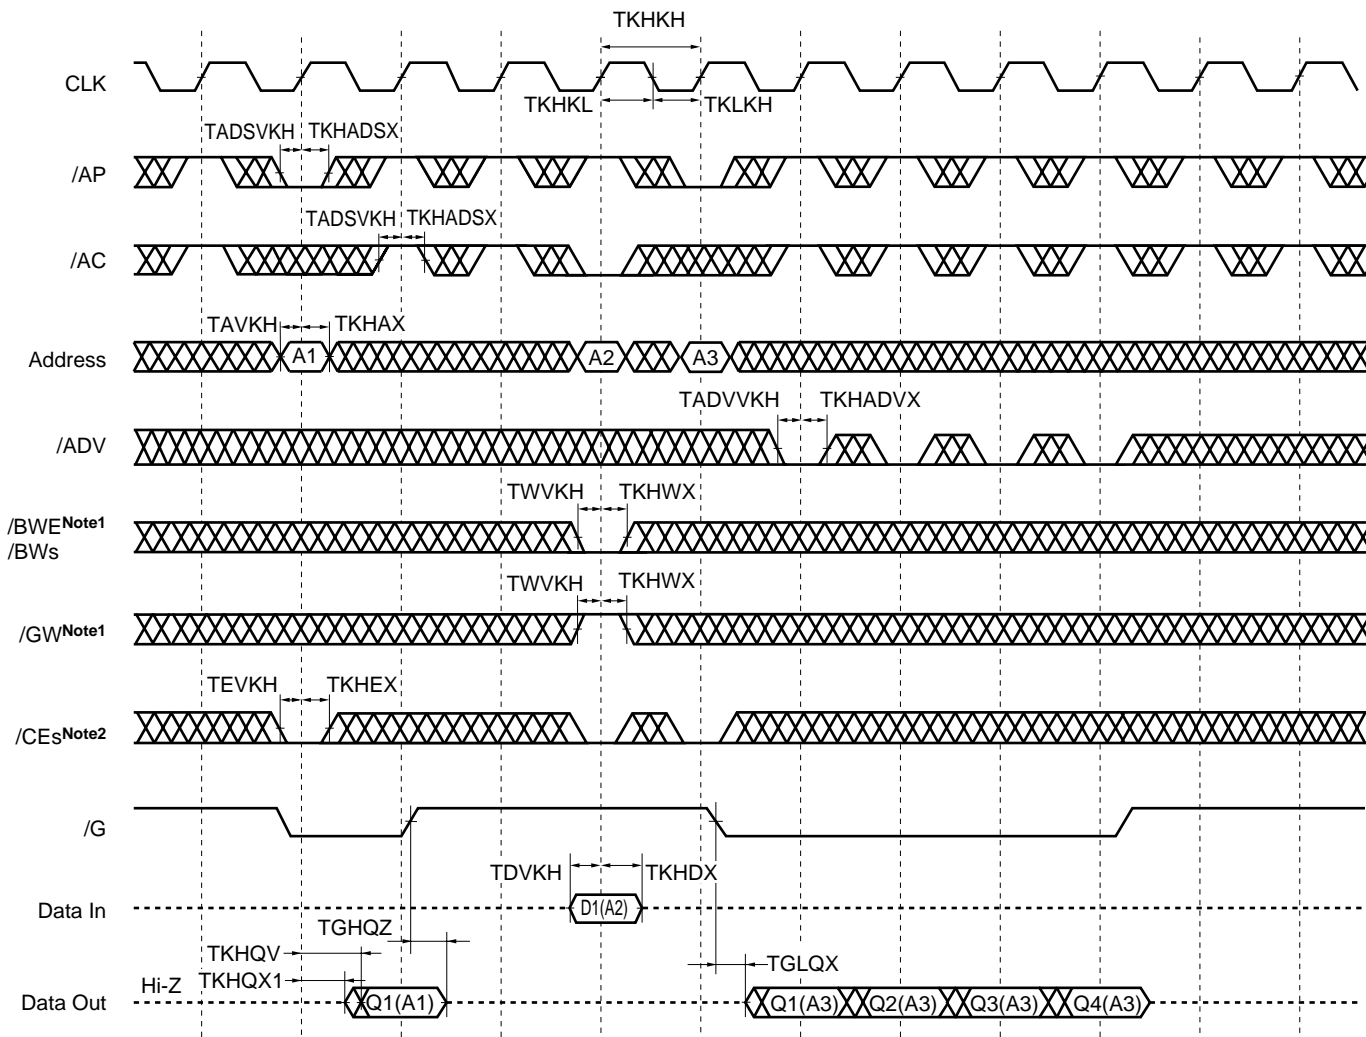 TKHKH
CLK
TKHKL TKLKH
TADSVKH TKHADSX
/AP
TADSVKH TKHADSX
/AC
TAVKH TKHAX
Address A1 A2 A3
TADVVKH TKHADVX
/ADV
TWVKH TKHWX
/BWENote1
/BWs
TWVKH TKHWX
/GWNote1
TEVKH TKHEX
/CEsNote2
/G
TDVKH TKHDX
Data In D1(A2)
TGHQZ
TKHQV
TGLQX
TKHQX1
Hi-Z
Data Out Q1(A1) Q1(A3) Q2(A3) Q3(A3) Q4(A3)